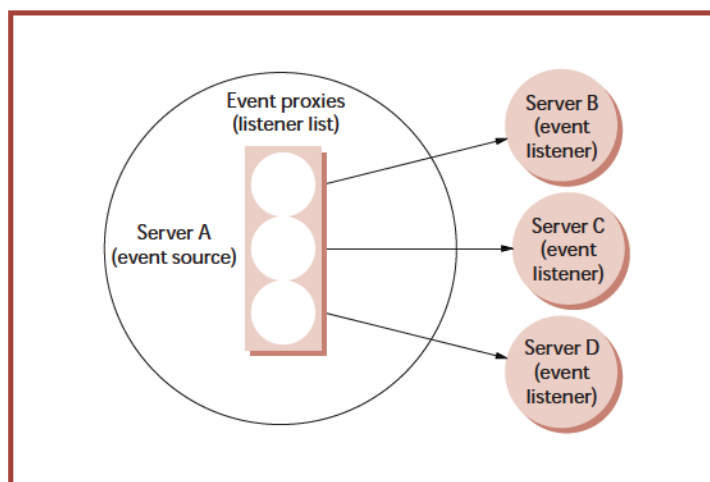 Event proxies
(listener list)
Server A
(event source)
Server B
(event
listener)
Server C
(event
listener)
Server D
(event
listener)